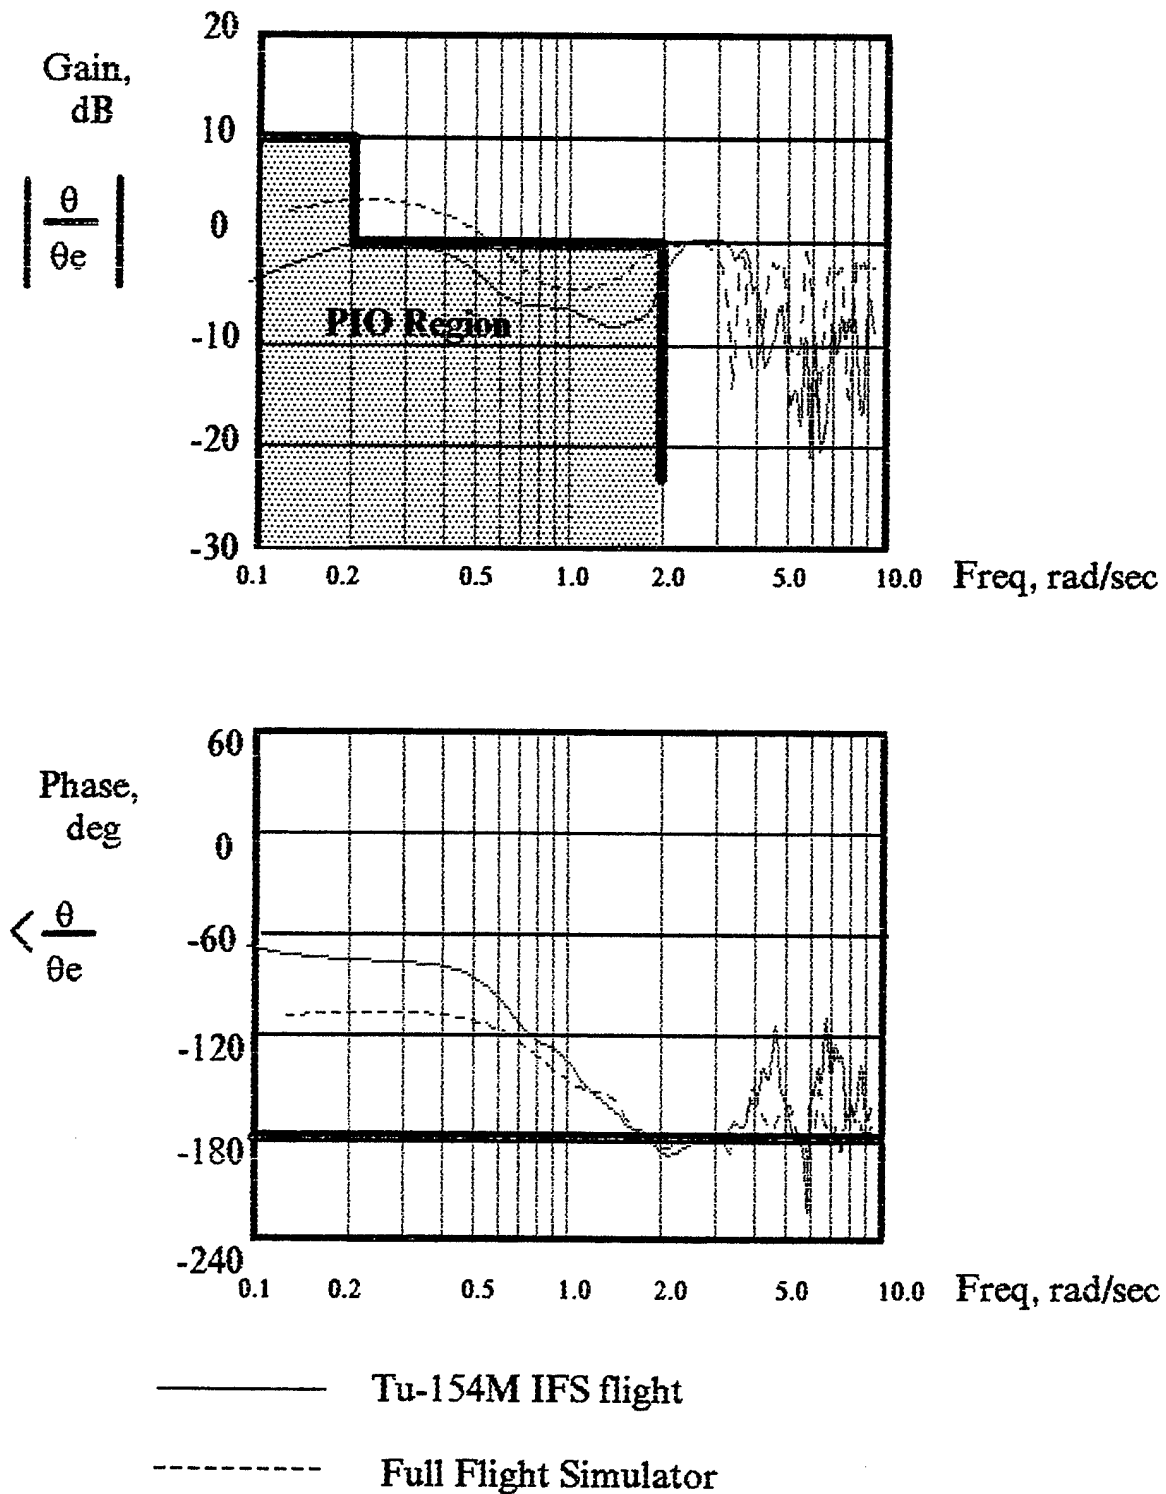 20
Gain,
dB
10
θ
θe
0
-10
PIO Region
-20
-30
0.1 0.2 0.5 1.0 2.0 5.0 10.0 Freq, rad/sec
60
Phase,
deg
0
< θ
θe
-60
-120
-180
-240
0.1 0.2 0.5 1.0 2.0 5.0 10.0 Freq, rad/sec
Tu-154M IFS flight
Full Flight Simulator